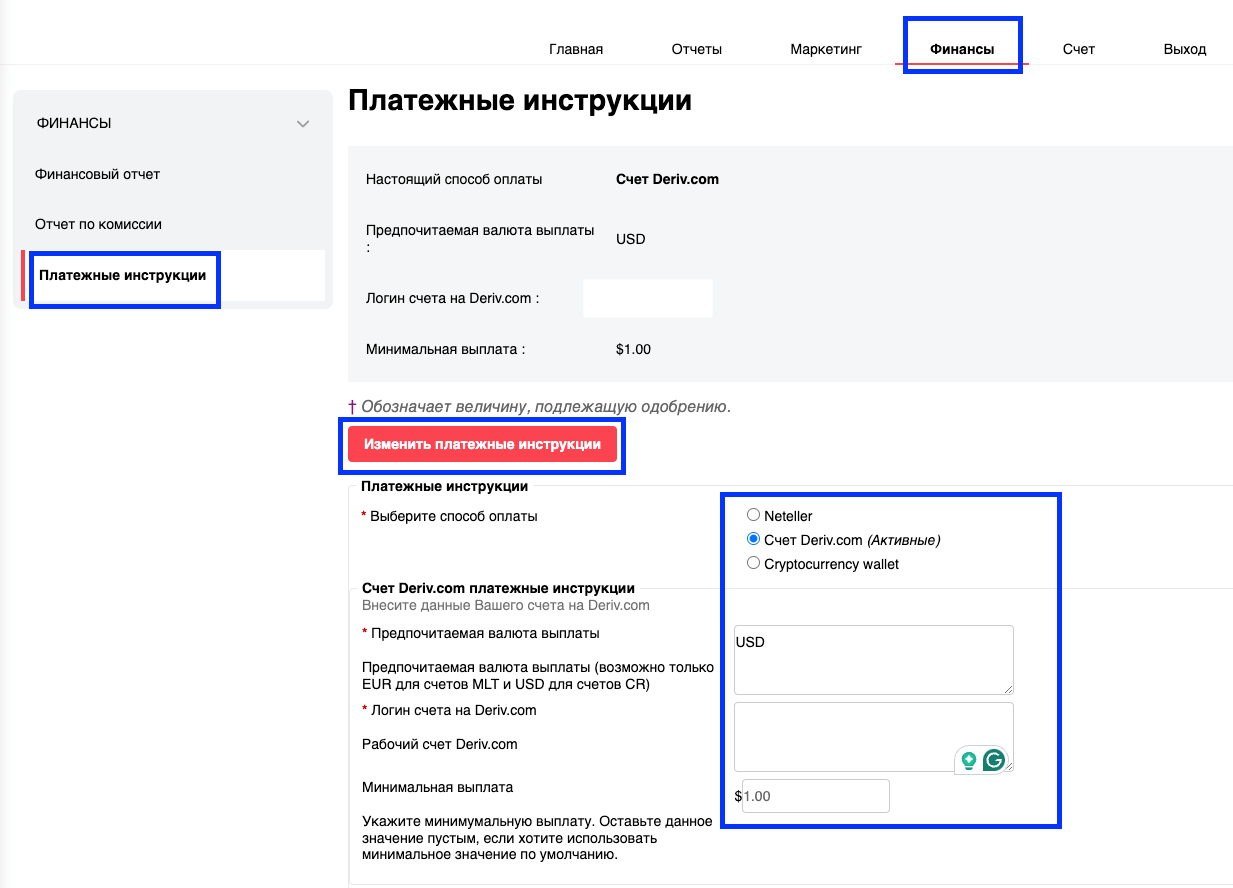 Главная Отчеты Маркетинг Финансы Счет Выход
ФИНАНСЫ
Финансовый отчет
Отчет по комиссии
Платежные инструкции
Платежные инструкции
Настоящий способ оплаты Счет Deriv.com
Предпочитаемая валюта выплаты
: USD
Логин счета на Deriv.com :
Минимальная выплата : $1.00
† Обозначает величину, подлежащую одобрению.
Изменить платежные инструкции
Платежные инструкции
* Выберите способ оплаты
Neteller
Счет Deriv.com (Активные)
Cryptocurrency wallet
Счет Deriv.com платежные инструкции
Внесите данные Вашего счета на Deriv.com
* Предпочитаемая валюта выплаты
USD
Предпочитаемая валюта выплаты (возможно только
EUR для счетов MLT и USD для счетов CR)
* Логин счета на Deriv.com
Рабочий счет Deriv.com
Минимальная выплата
$1.00
Укажите минимумальную выплату. Оставьте данное
значение пустым, если хотите использовать
минимальное значение по умолчанию.